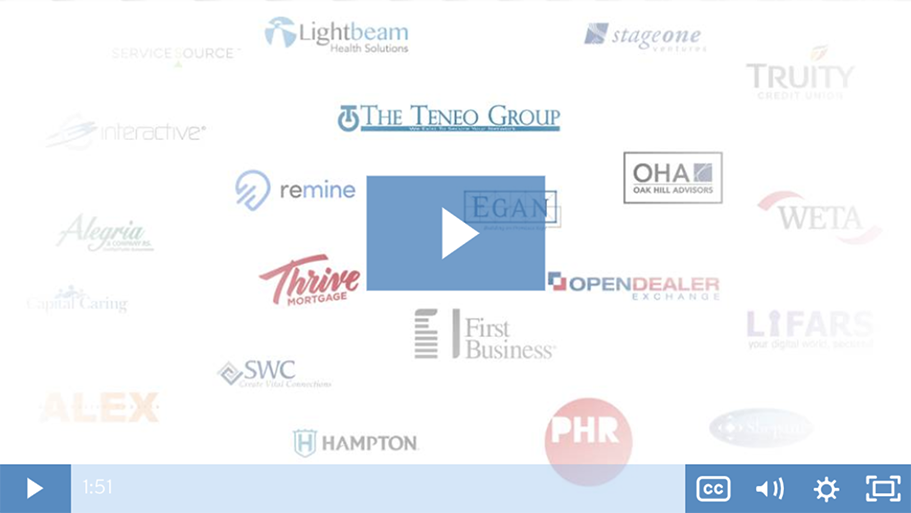 Lightbeam
Health Solutions
stageone
ventures
SERVICESOURCE
TRUITY
CREDIT UNION
THE TENEO GROUP
interactive
OHA
OAK HILL ADVISORS
remine
EGAN
WETA
Alegria
& COMPANY P.S.
Thrive
MORTGAGE
OPENDEALER
EXCHANGE
Capital Caring
First
Business
LIFARS
your digital world, secured
SWC
Create Vital Connections
ALEX
PHR
HAMPTON
1:51
CC